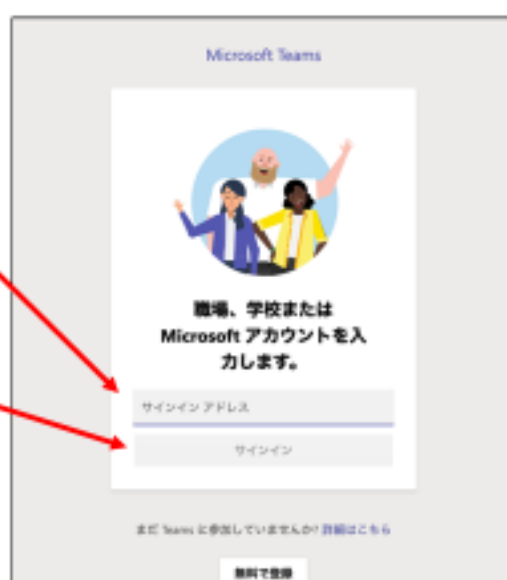 Microsoft Teams
職場、学校または
Microsoft アカウントを入
力します。
サインイン アドレス
サインイン
まだ Teams に参加していませんか? 詳細はこちら
無料で登録